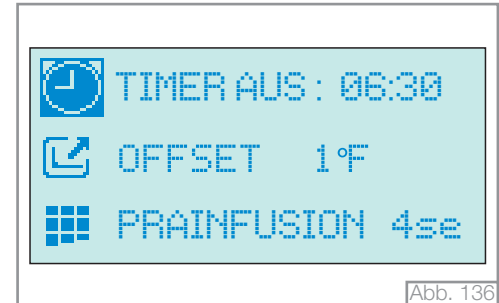 TIMER AUS: 06:30
OFFSET 1°F
PRAINFUSION 4se
Abb. 136